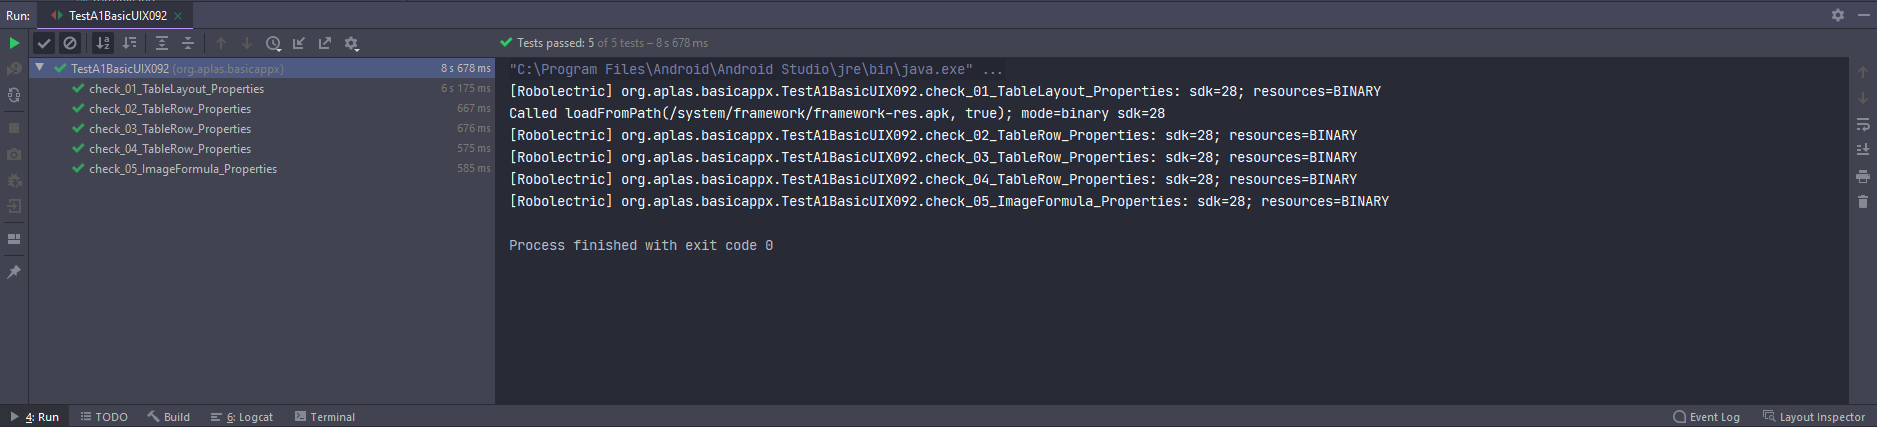 Run: TestA1BasicUIX092
Tests passed: 5 of 5 tests – 8 s 678 ms
TestA1BasicUIX092 (org.aplas.basicappx) 8 s 678 ms
check_01_TableLayout_Properties 6 s 175 ms
check_02_TableRow_Properties 667 ms
check_03_TableRow_Properties 676 ms
check_04_TableRow_Properties 575 ms
check_05_ImageFormula_Properties 585 ms
"C:\Program Files\Android\Android Studio\jre\bin\java.exe" ...
[Robolectric] org.aplas.basicappx.TestA1BasicUIX092.check_01_TableLayout_Properties: sdk=28; resources=BINARY
Called loadFromPath(/system/framework/framework-res.apk, true); mode=binary sdk=28
[Robolectric] org.aplas.basicappx.TestA1BasicUIX092.check_02_TableRow_Properties: sdk=28; resources=BINARY
[Robolectric] org.aplas.basicappx.TestA1BasicUIX092.check_03_TableRow_Properties: sdk=28; resources=BINARY
[Robolectric] org.aplas.basicappx.TestA1BasicUIX092.check_04_TableRow_Properties: sdk=28; resources=BINARY
[Robolectric] org.aplas.basicappx.TestA1BasicUIX092.check_05_ImageFormula_Properties: sdk=28; resources=BINARY
Process finished with exit code 0
4: Run TODO Build 6: Logcat Terminal Event Log Layout Inspector